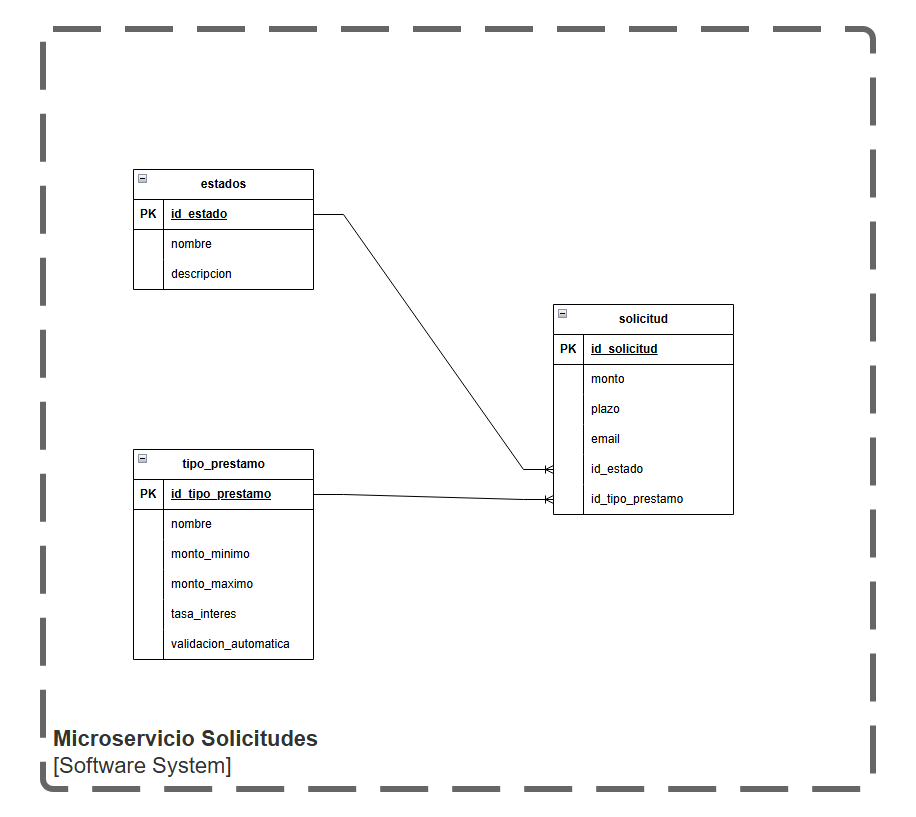 estados
PK id_estado
nombre
descripcion
solicitud
PK id_solicitud
monto
plazo
email
id_estado
id_tipo_prestamo
tipo_prestamo
PK id_tipo_prestamo
nombre
monto_minimo
monto_maximo
tasa_interes
validacion_automatica
Microservicio Solicitudes
[Software System]